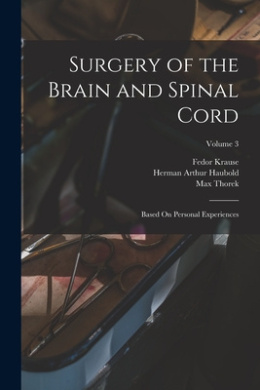 Surgery of the
Brain and Spinal
Cord
Volume 3
Fedor Krause
Herman Arthur Haubold
Max Thorek
Based On Personal Experiences